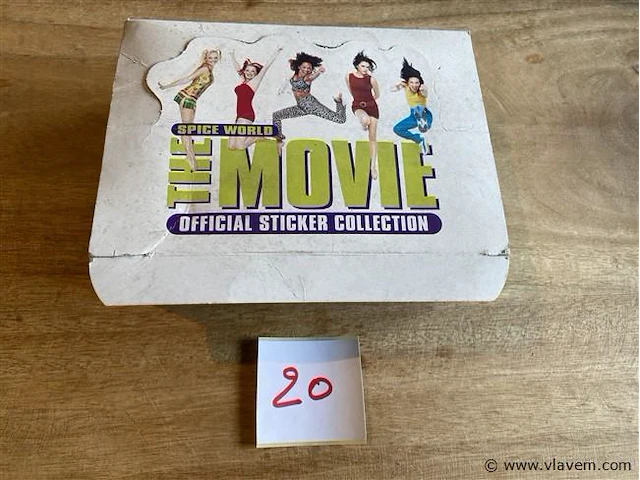 SPICE WORLD
THE MOVIE
OFFICIAL STICKER COLLECTION
20
© www.vlavem.com